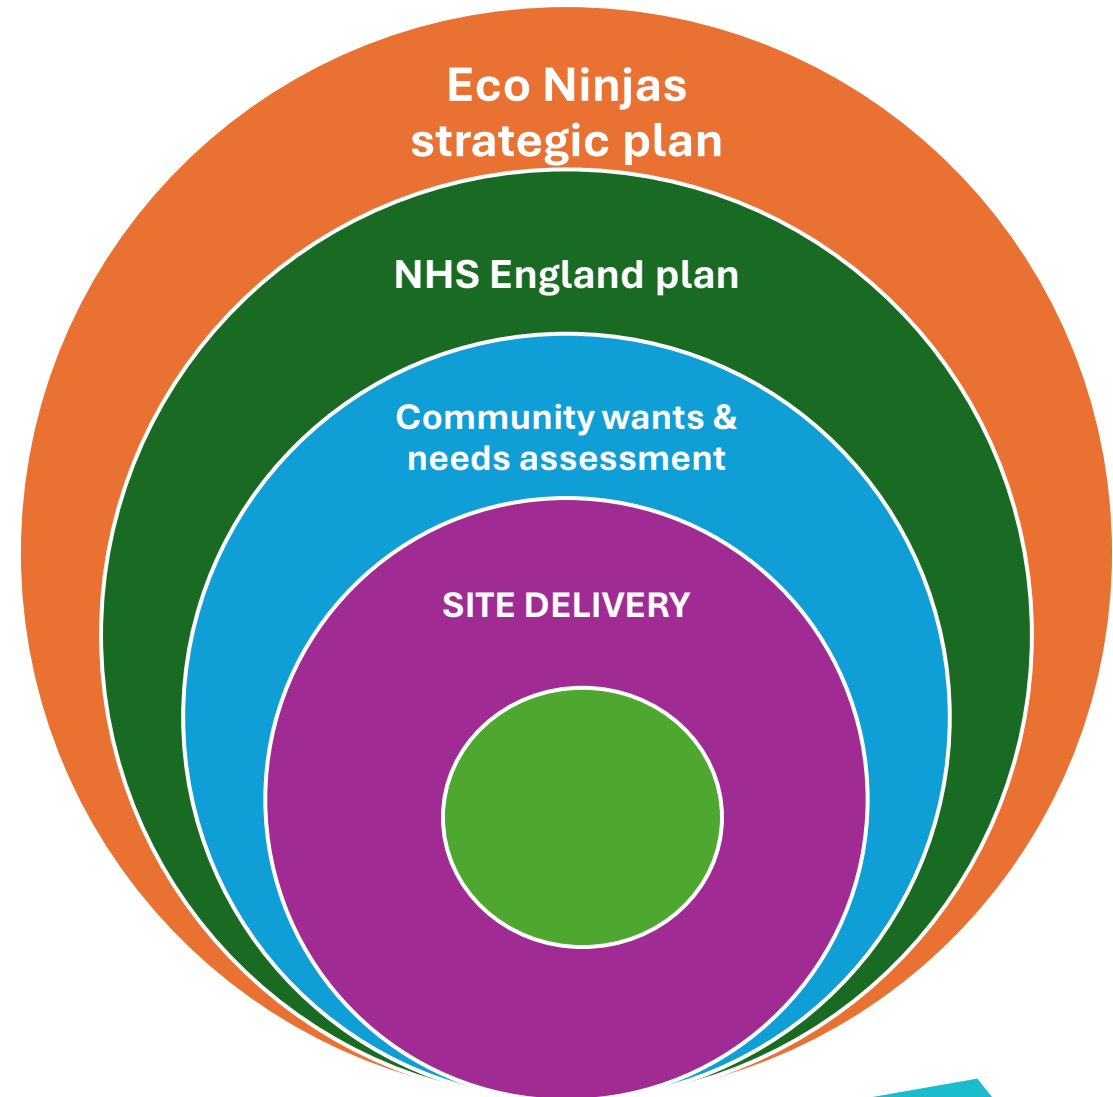 Eco Ninjas
strategic plan
NHS England plan
Community wants &
needs assessment
SITE DELIVERY